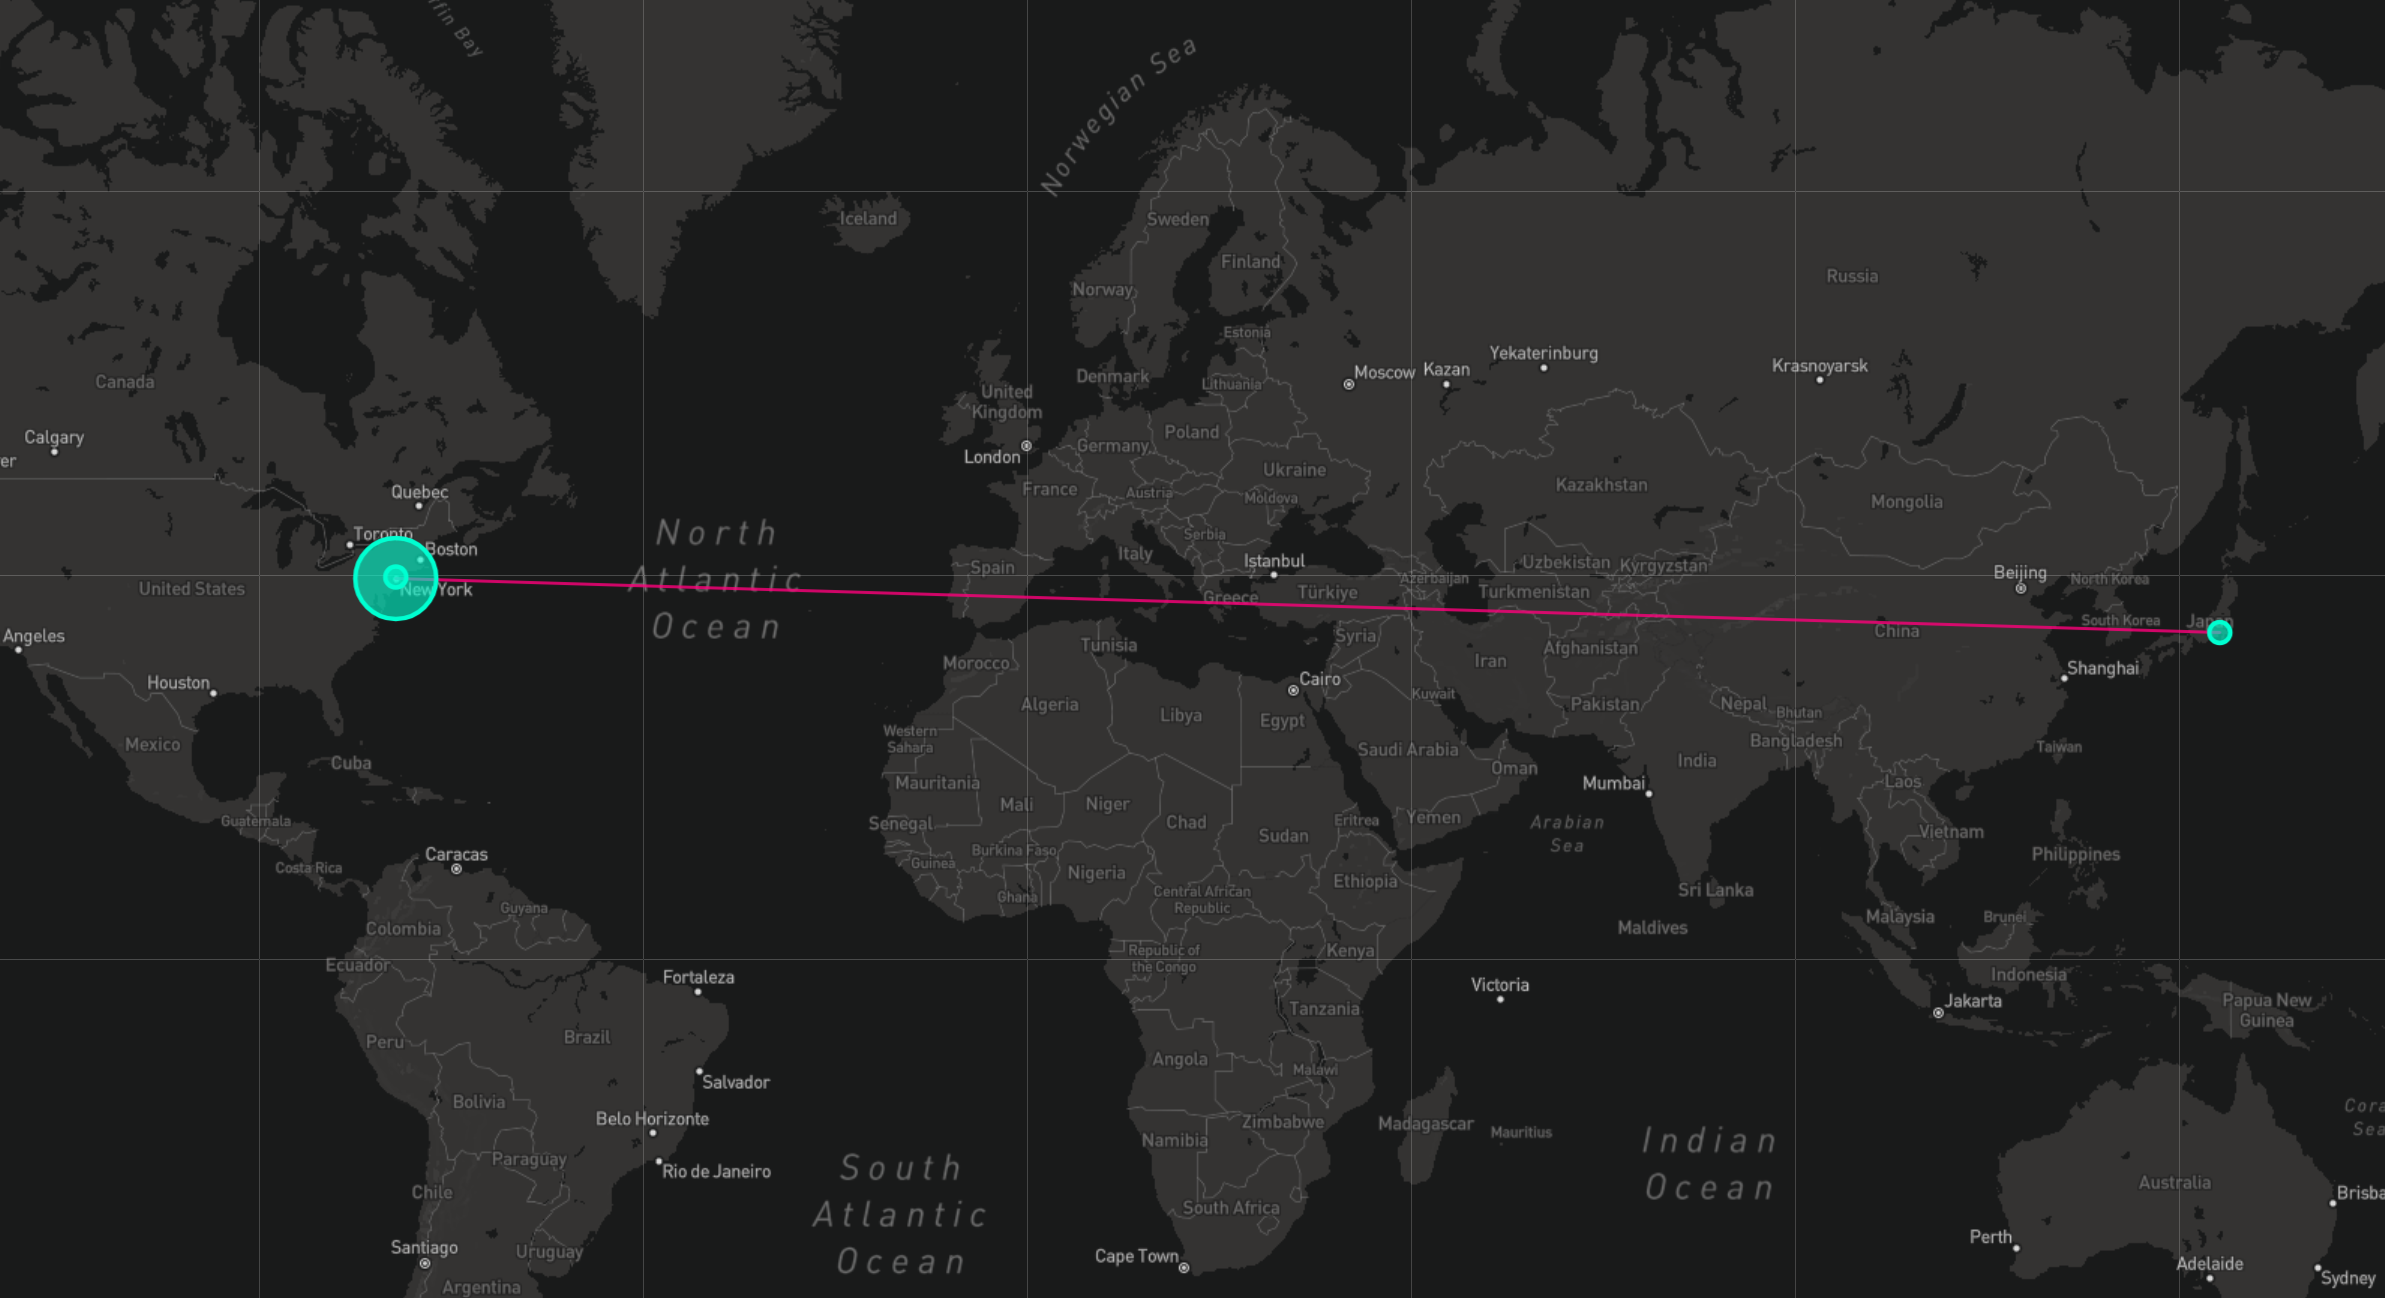 ffin Bay
Norwegian Sea
Iceland
Sweden
Finland
Norway
Russia
Estonia
Yekaterinburg
Krasnoyarsk
Moscow
Kazan
Canada
Denmark
Lithuania
United
Kingdom
Calgary
er
London
Germany
Poland
Ukraine
Kazakhstan
Mongolia
Quebec
France
Austria
Moldova
Toronto
Boston
North
Atlantic
Ocean
Serbia
Italy
Spain
Istanbul
Uzbekistan
Kyrgyzstan
Beijing
North Korea
United States
New York
Greece
Türkiye
Azerbaijan
Turkmenistan
Angeles
Syria
China
South Korea
Japan
Tunisia
Morocco
Iran
Afghanistan
Shanghai
Houston
Cairo
Kuwait
Pakistan
Nepal
Bhutan
Algeria
Libya
Egypt
Western
Sahara
Mexico
Saudi Arabia
Bangladesh
Taiwan
Cuba
Oman
India
Mauritania
Mumbai
Laos
Mali
Niger
Chad
Sudan
Eritrea
Yemen
Arabian
Sea
Guatemala
Senegal
Vietnam
Caracas
Costa Rica
Guinea
Burkina Faso
Nigeria
Philippines
Ghana
Central African
Republic
Ethiopia
Sri Lanka
Guyana
Colombia
Maldives
Malaysia
Brunei
Ecuador
Republic of
the Congo
Kenya
Fortaleza
Victoria
Indonesia
Jakarta
Papua New
Guinea
Tanzania
Peru
Brazil
Angola
Malawi
Salvador
Bolivia
Belo Horizonte
Zimbabwe
Madagascar
Mauritius
Namibia
Cora
Sea
Indian
Ocean
Paraguay
Rio de Janeiro
South
Atlantic
Ocean
Chile
South Africa
Australia
Brisba
Santiago
Uruguay
Cape Town
Perth
Adelaide
Sydney
Argentina